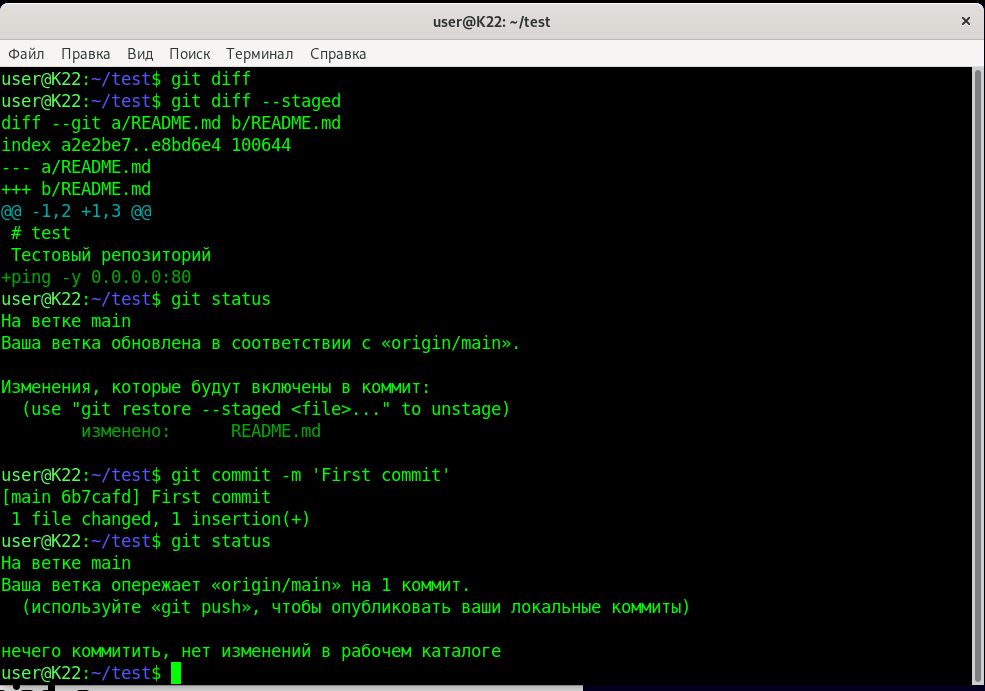 user@K22: ~/test
Файл Правка Вид Поиск Терминал Справка
user@K22:~/test$ git diff
user@K22:~/test$ git diff --staged
diff --git a/README.md b/README.md
index a2e2be7..e8bd6e4 100644
--- a/README.md
+++ b/README.md
@@ -1,2 +1,3 @@
 # test
 Тестовый репозиторий
+ping -y 0.0.0.0:80
user@K22:~/test$ git status
На ветке main
Ваша ветка обновлена в соответствии с «origin/main».

Изменения, которые будут включены в коммит:
  (use "git restore --staged <file>..." to unstage)
        изменено:      README.md

user@K22:~/test$ git commit -m 'First commit'
[main 6b7cafd] First commit
 1 file changed, 1 insertion(+)
user@K22:~/test$ git status
На ветке main
Ваша ветка опережает «origin/main» на 1 коммит.
  (используйте «git push», чтобы опубликовать ваши локальные коммиты)

нечего коммитить, нет изменений в рабочем каталоге
user@K22:~/test$